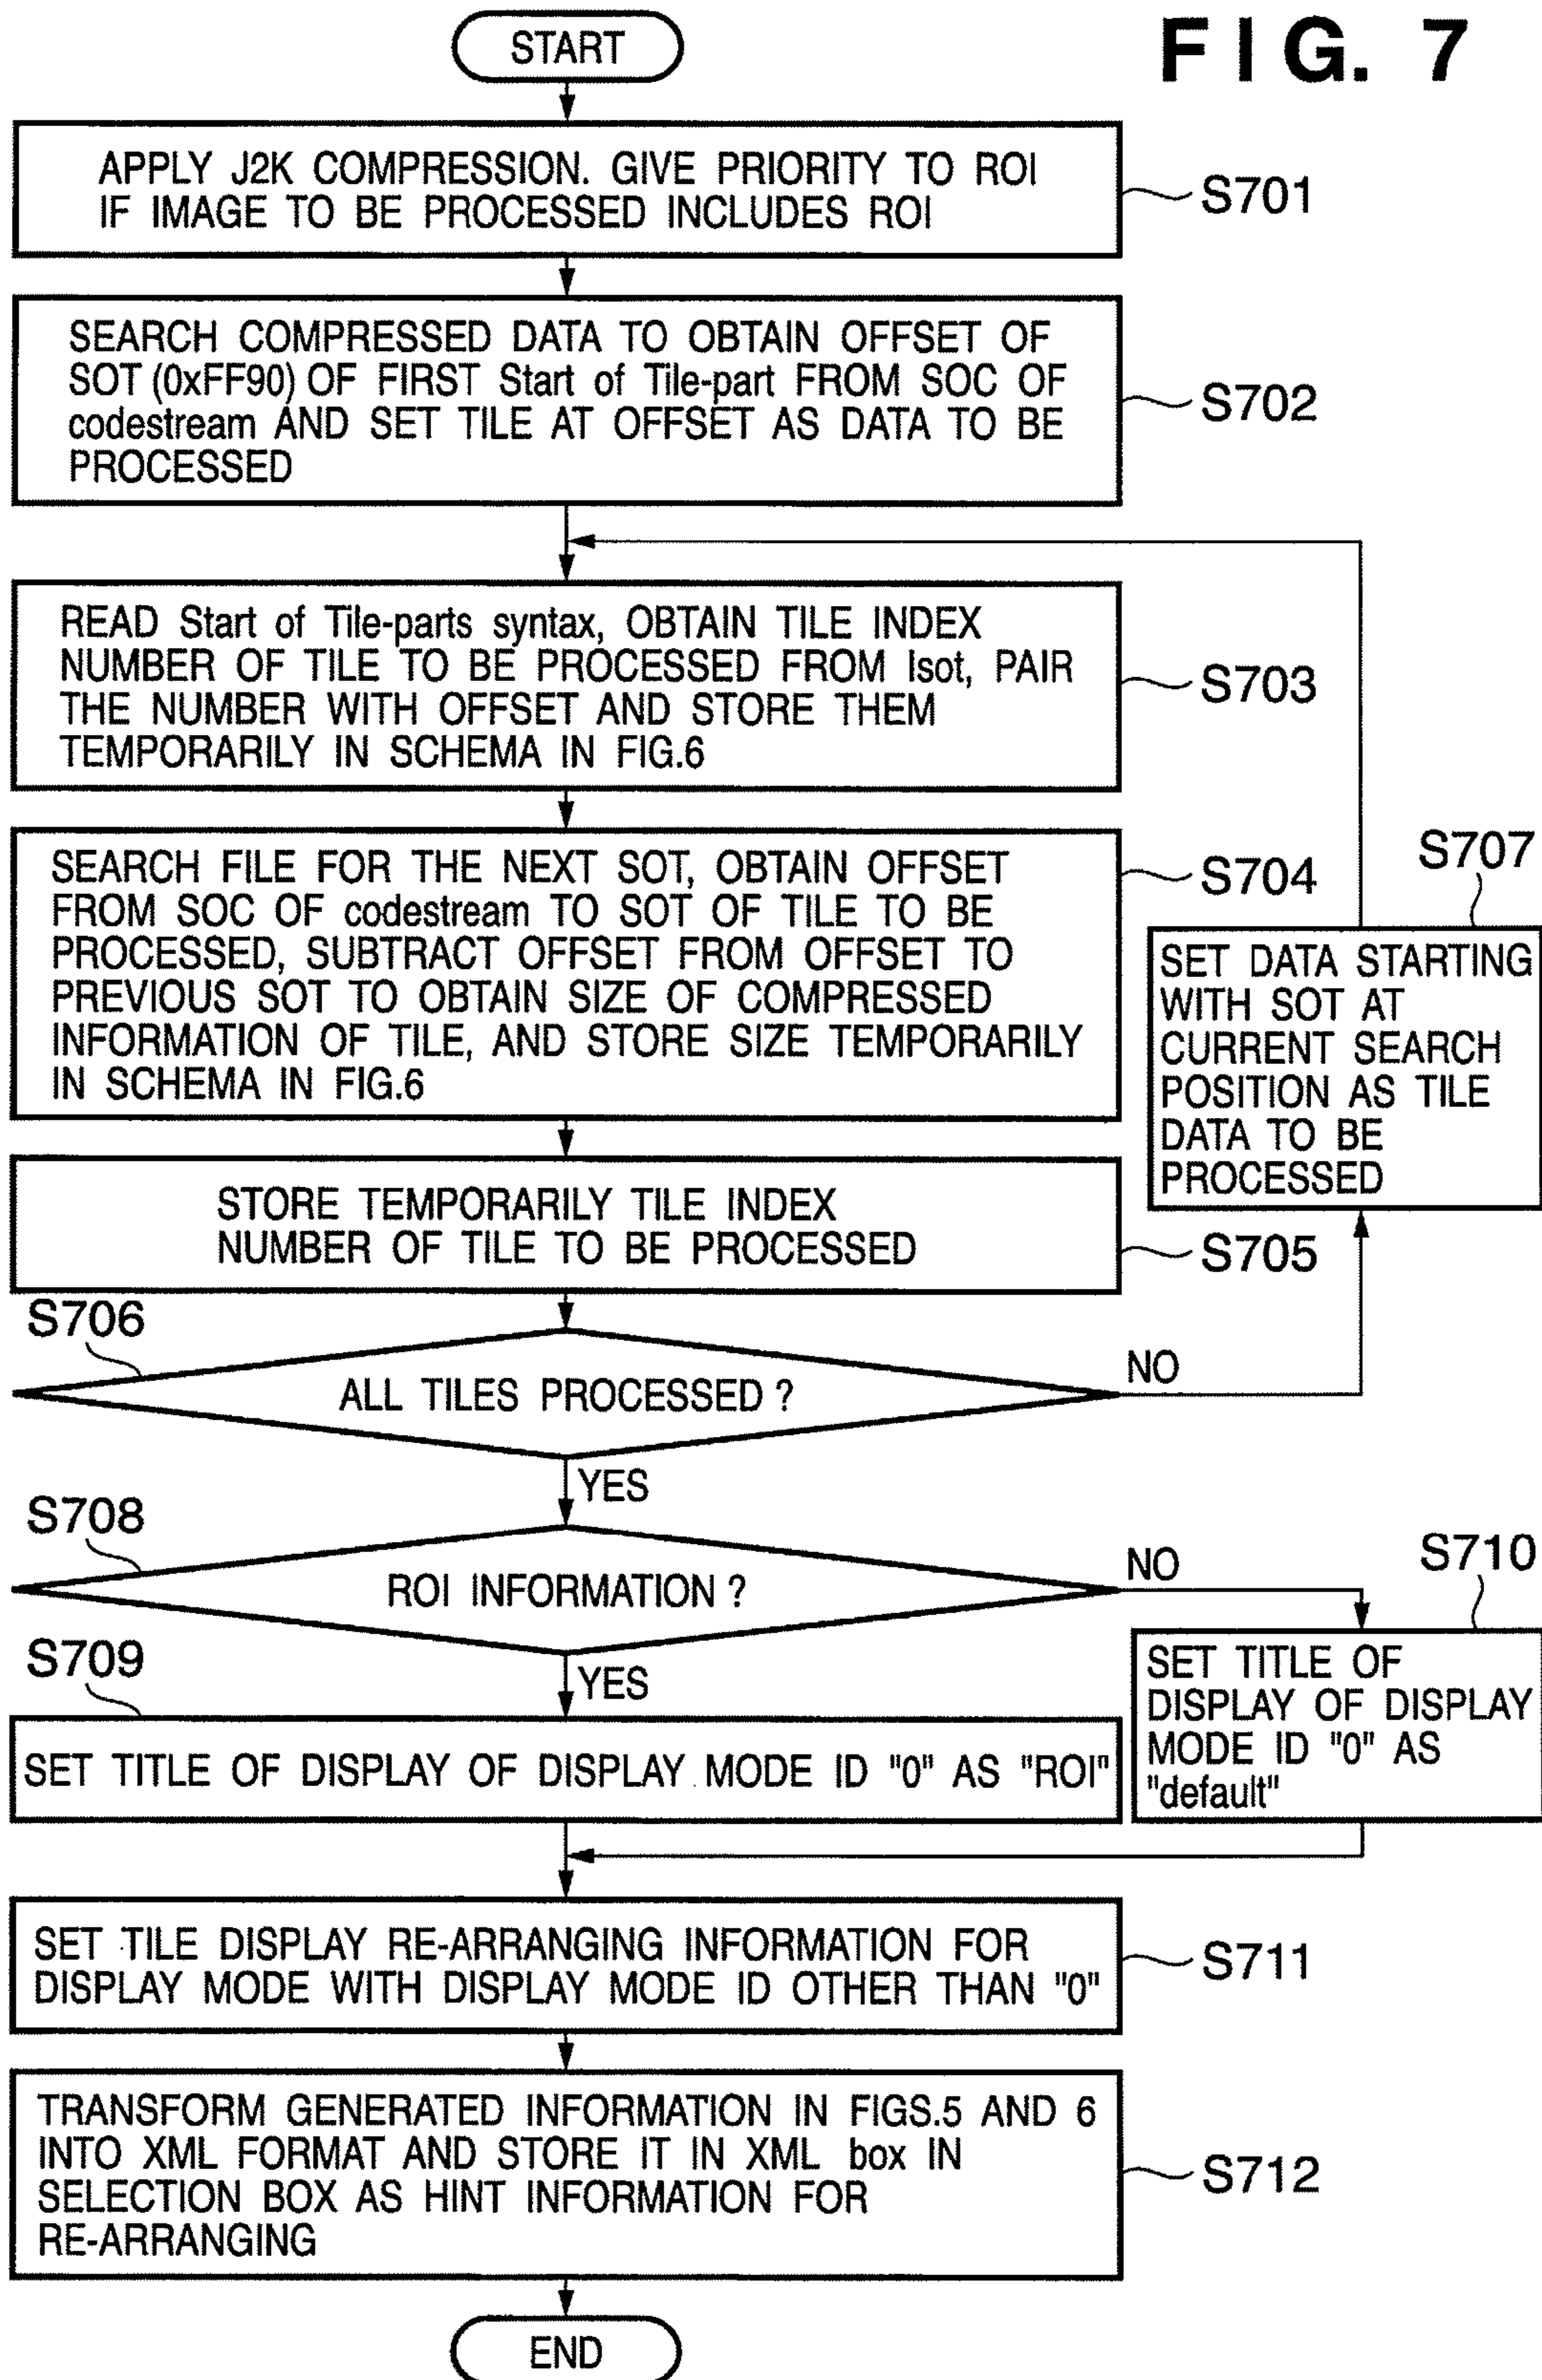 FIG. 7
START
APPLY J2K COMPRESSION. GIVE PRIORITY TO ROI
IF IMAGE TO BE PROCESSED INCLUDES ROI
S701
SEARCH COMPRESSED DATA TO OBTAIN OFFSET OF
SOT (0xFF90) OF FIRST Start of Tile-part FROM SOC OF
codestream AND SET TILE AT OFFSET AS DATA TO BE
PROCESSED
S702
READ Start of Tile-parts syntax, OBTAIN TILE INDEX
NUMBER OF TILE TO BE PROCESSED FROM Isot, PAIR
THE NUMBER WITH OFFSET AND STORE THEM
TEMPORARILY IN SCHEMA IN FIG.6
S703
SEARCH FILE FOR THE NEXT SOT, OBTAIN OFFSET
FROM SOC OF codestream TO SOT OF TILE TO BE
PROCESSED, SUBTRACT OFFSET FROM OFFSET TO
PREVIOUS SOT TO OBTAIN SIZE OF COMPRESSED
INFORMATION OF TILE, AND STORE SIZE TEMPORARILY
IN SCHEMA IN FIG.6
S704
S707
SET DATA STARTING
WITH SOT AT
CURRENT SEARCH
POSITION AS TILE
DATA TO BE
PROCESSED
STORE TEMPORARILY TILE INDEX
NUMBER OF TILE TO BE PROCESSED
S705
S706
ALL TILES PROCESSED ?
NO
YES
S708
ROI INFORMATION ?
NO
YES
S710
SET TITLE OF
DISPLAY OF DISPLAY
MODE ID "0" AS
"default"
S709
SET TITLE OF DISPLAY OF DISPLAY MODE ID "0" AS "ROI"
SET TILE DISPLAY RE-ARRANGING INFORMATION FOR
DISPLAY MODE WITH DISPLAY MODE ID OTHER THAN "0"
S711
TRANSFORM GENERATED INFORMATION IN FIGS.5 AND 6
INTO XML FORMAT AND STORE IT IN XML box IN
SELECTION BOX AS HINT INFORMATION FOR
RE-ARRANGING
S712
END